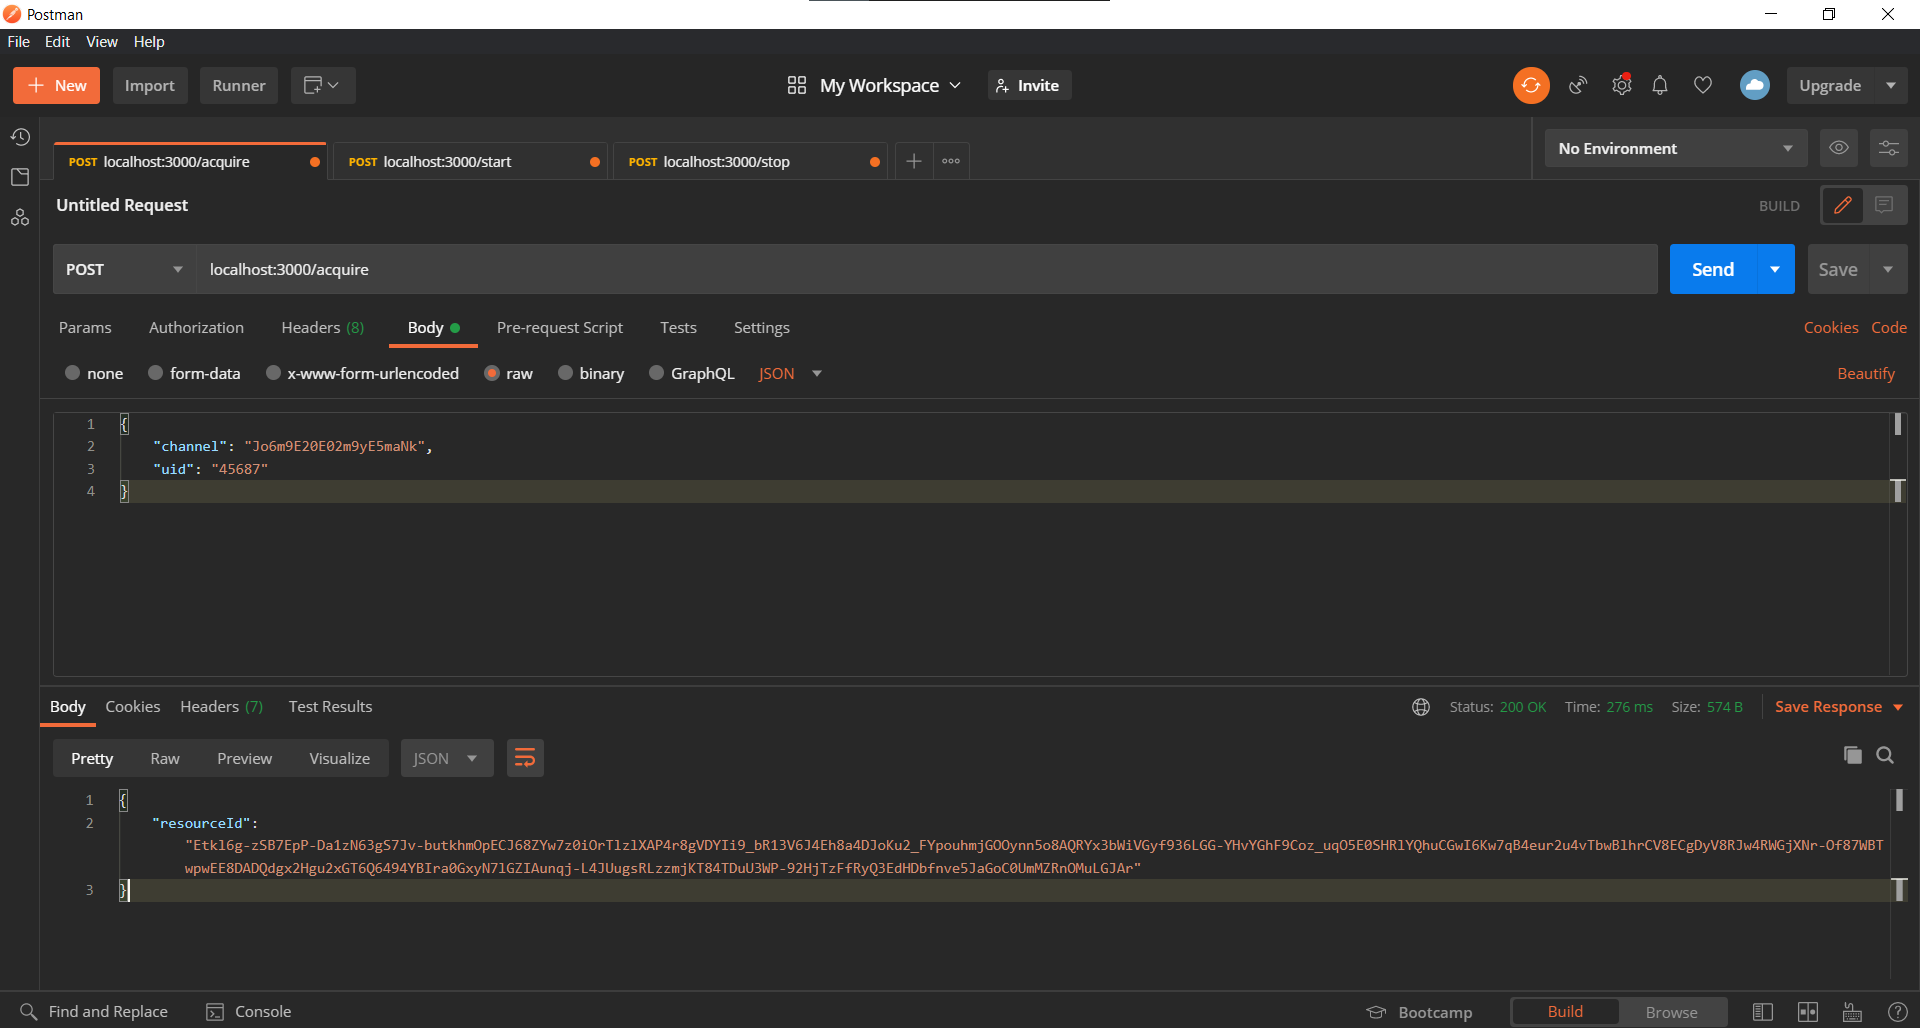 Postman
File Edit View Help
New Import Runner My Workspace Invite Upgrade
POST localhost:3000/acquire POST localhost:3000/start POST localhost:3000/stop No Environment
Untitled Request BUILD
POST localhost:3000/acquire Send Save
Params Authorization Headers (8) Body Pre-request Script Tests Settings Cookies Code
none form-data x-www-form-urlencoded raw binary GraphQL JSON Beautify
1 {
2 "channel": "Jo6m9E20E02m9yE5maNk",
3 "uid": "45687"
4 }
Body Cookies Headers (7) Test Results Status: 200 OK Time: 276 ms Size: 574 B Save Response
Pretty Raw Preview Visualize JSON
1 {
2 "resourceId":
"Etkl6g-zSB7EpP-Da1zN63gS7Jv-butkhmOpECJ68ZYw7z0iOrTlzlXAP4r8gVDYIi9_bR13V6J4Eh8a4DJoKu2_FYpouhmjGOOynn5o8AQRYx3bWiVGyf936LGG-YHvYGhF9Coz_uqO5E0SHRlYQhuCGwI6Kw7qB4eur2u4vTbwBlhrCV8ECgDyV8RJw4RWGjXNr-Of87WBT
wpwEE8DADQdgx2Hgu2xGT6Q6494YBIra0GxyN7lGZIAunqj-L4JUugsRLzzmjKT84TDuU3WP-92HjTzFfRyQ3EdHDbfnve5JaGoC0UmMZRnOMuLGJAr"
3 }
Find and Replace Console Bootcamp Build Browse